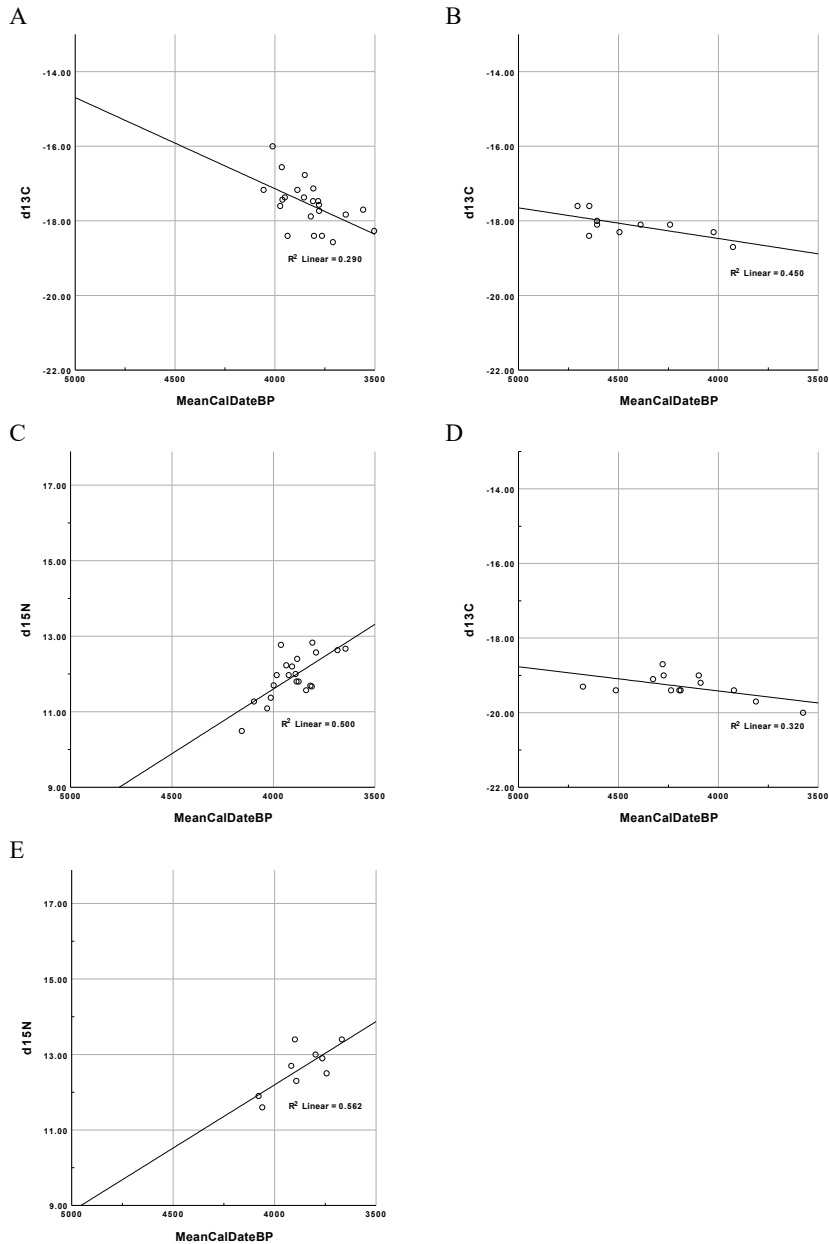 A
B
-14.00
-16.00
-18.00
-20.00
-22.00
d13C
R² Linear = 0.290
5000
4500
4000
3500
MeanCalDateBP
-14.00
-16.00
-18.00
-20.00
-22.00
d13C
R² Linear = 0.450
5000
4500
4000
3500
MeanCalDateBP
C
D
17.00
15.00
13.00
11.00
9.00
d15N
R² Linear = 0.500
5000
4500
4000
3500
MeanCalDateBP
-14.00
-16.00
-18.00
-20.00
-22.00
d13C
R² Linear = 0.320
5000
4500
4000
3500
MeanCalDateBP
E
17.00
15.00
13.00
11.00
9.00
d15N
R² Linear = 0.562
5000
4500
4000
3500
MeanCalDateBP